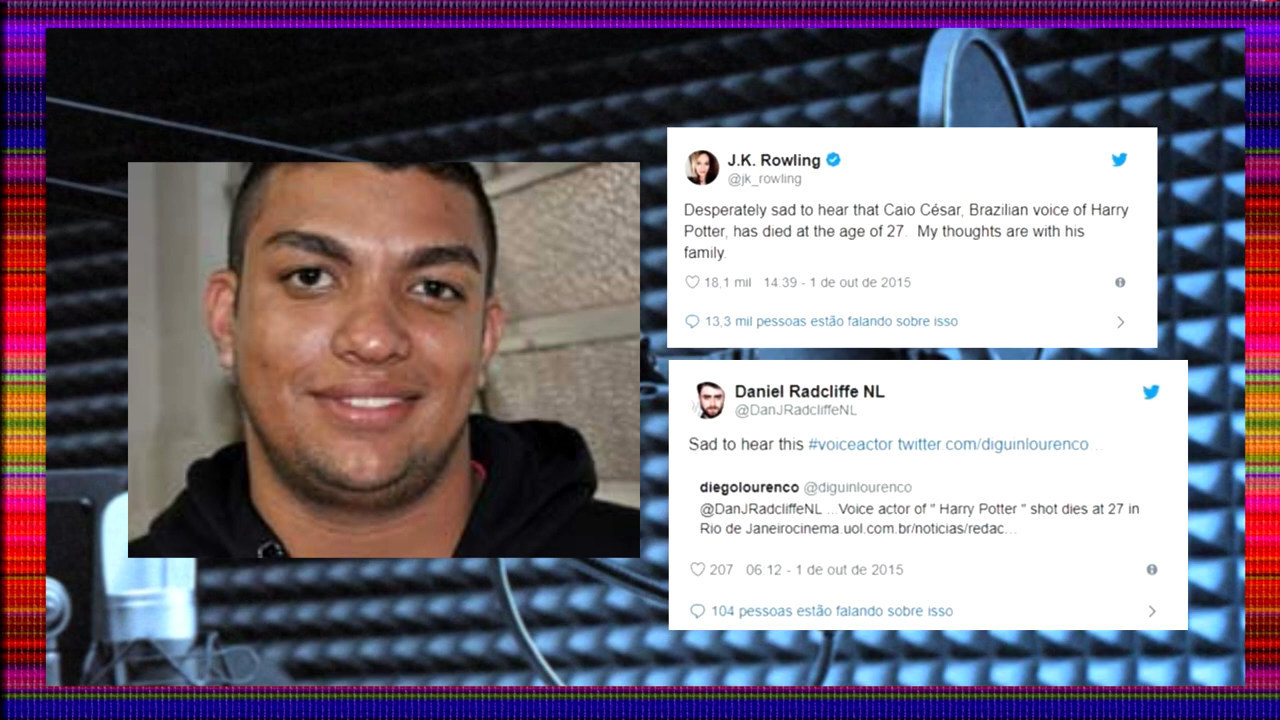 J.K. Rowling
@jk_rowling
Desperately sad to hear that Caio César, Brazilian voice of Harry
Potter, has died at the age of 27. My thoughts are with his
family.
18,1 mil 14:39 - 1 de out de 2015
13,3 mil pessoas estão falando sobre isso
Daniel Radcliffe NL
@DanJRadcliffeNL
Sad to hear this #voiceactor twitter.com/diguinlourenco…
diegolourenco @diguinlourenco
@DanJRadcliffeNL ...Voice actor of " Harry Potter " shot dies at 27 in
Rio de Janeirocinema.uol.com.br/noticias/redac…
207 06:12 - 1 de out de 2015
104 pessoas estão falando sobre isso